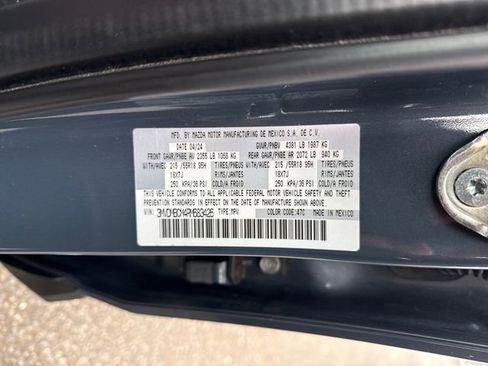 MFD. BY MAZDA MOTOR MANUFACTURING DE MEXICO S.A. DE C.V.
DATE 04/24 GVWR/PNBV 4381 LB 1987 KG
FRONT GAWR/PNBE AV 2355 LB 1068 KG REAR GAWR/PNBE AR 2072 LB 940 KG
WITH/AVEC 215 /55R18 95H TIRES/PNEUS WITH/AVEC 215 /55R18 95H TIRES/PNEUS
18X7J RIMS/JANTES 18X7J RIMS/JANTES
250 KPA/36 PSI COLD/A FROID 250 KPA/36 PSI COLD/A FROID
THIS VEHICLE CONFORMS TO ALL APPLICABLE FEDERAL MOTOR VEHICLE SAFETY
STANDARDS IN EFFECT ON THE DATE OF MANUFACTURE SHOWN ABOVE.
TYPE:MPV COLOR CODE:47C MADE IN MEXICO